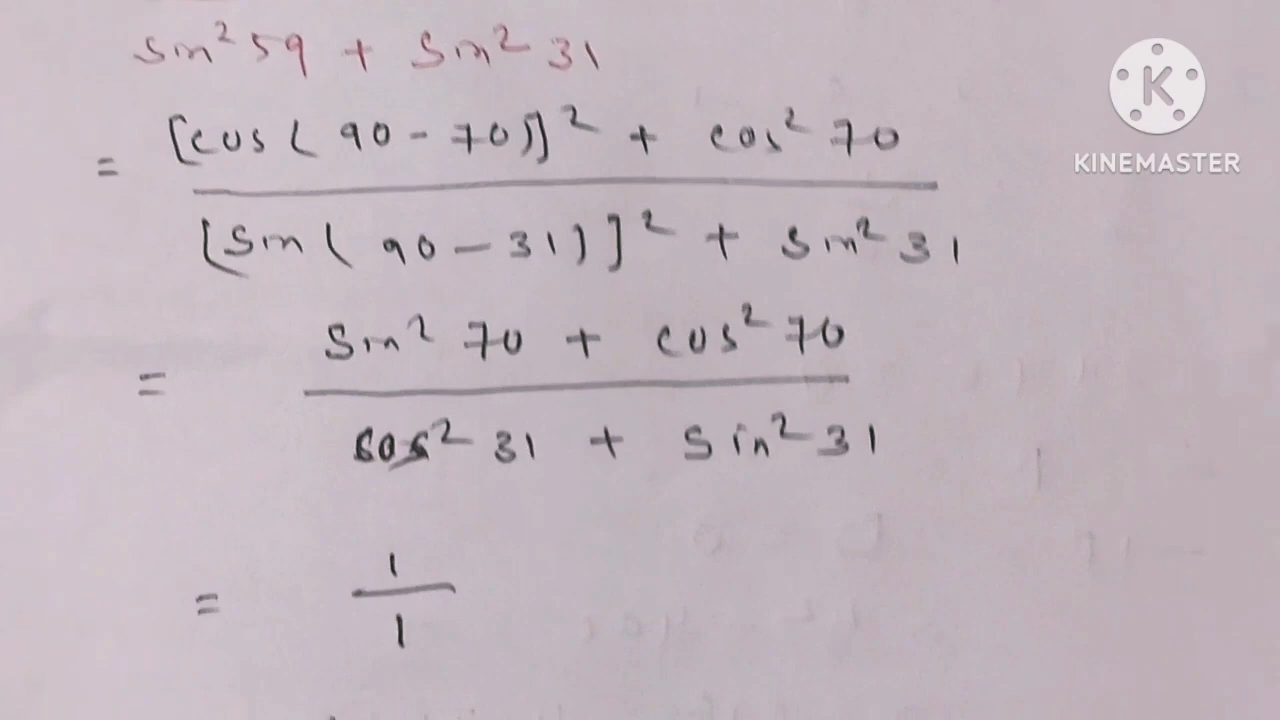 sin² 59 + sin² 31
= [cos( 90 - 70)]² + cos² 70
[sin( 90 - 31)]² + sin² 31
K
KINEMASTER
= sin² 70 + cos² 70
cos² 31 + sin² 31
= 1
1